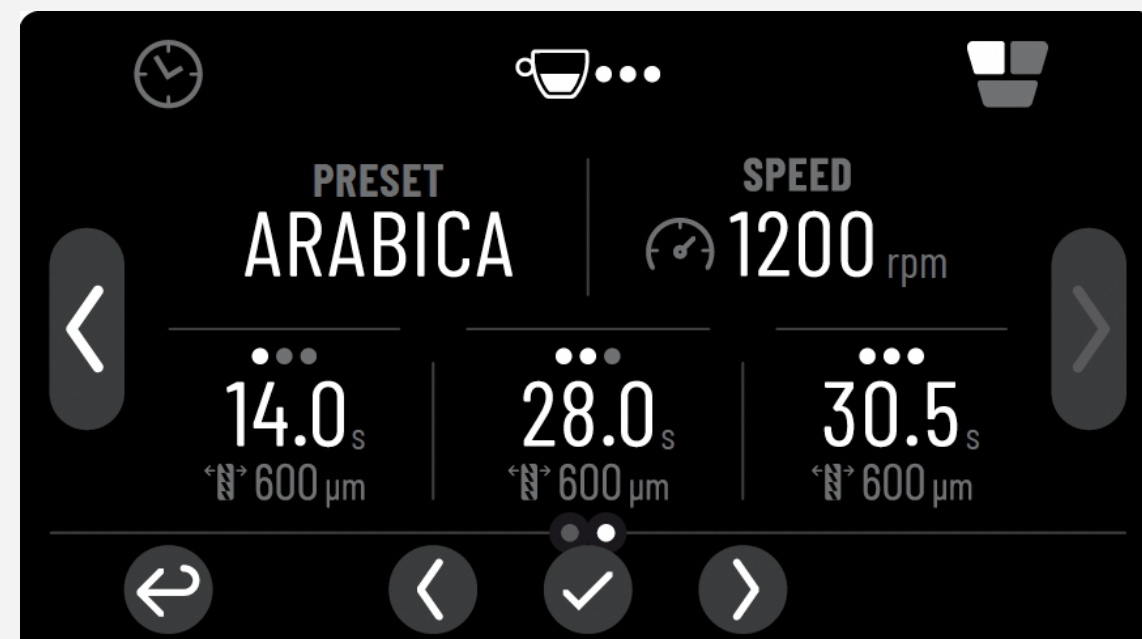 PRESET
ARABICA
SPEED
1200 rpm
14.0 s
28.0 s
30.5 s
600 µm
600 µm
600 µm